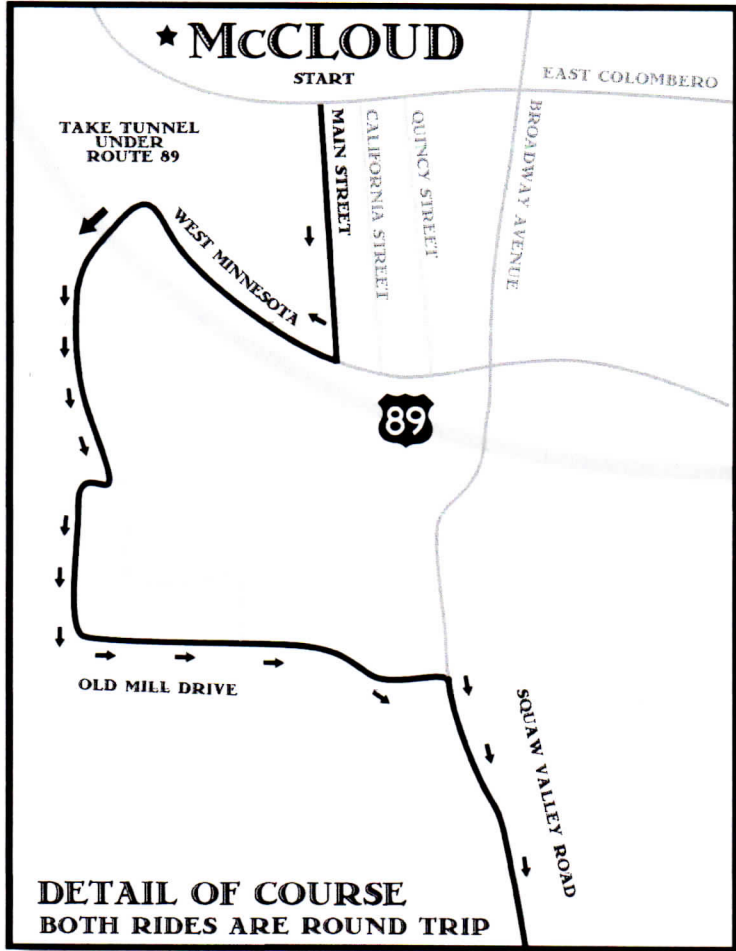 ★ McCLOUD
START
EAST COLOMBERO
TAKE TUNNEL
UNDER
ROUTE 89
MAIN STREET
CALIFORNIA STREET
QUINCY STREET
BROADWAY AVENUE
WEST MINNESOTA
89
OLD MILL DRIVE
SQUAW VALLEY ROAD
DETAIL OF COURSE
BOTH RIDES ARE ROUND TRIP